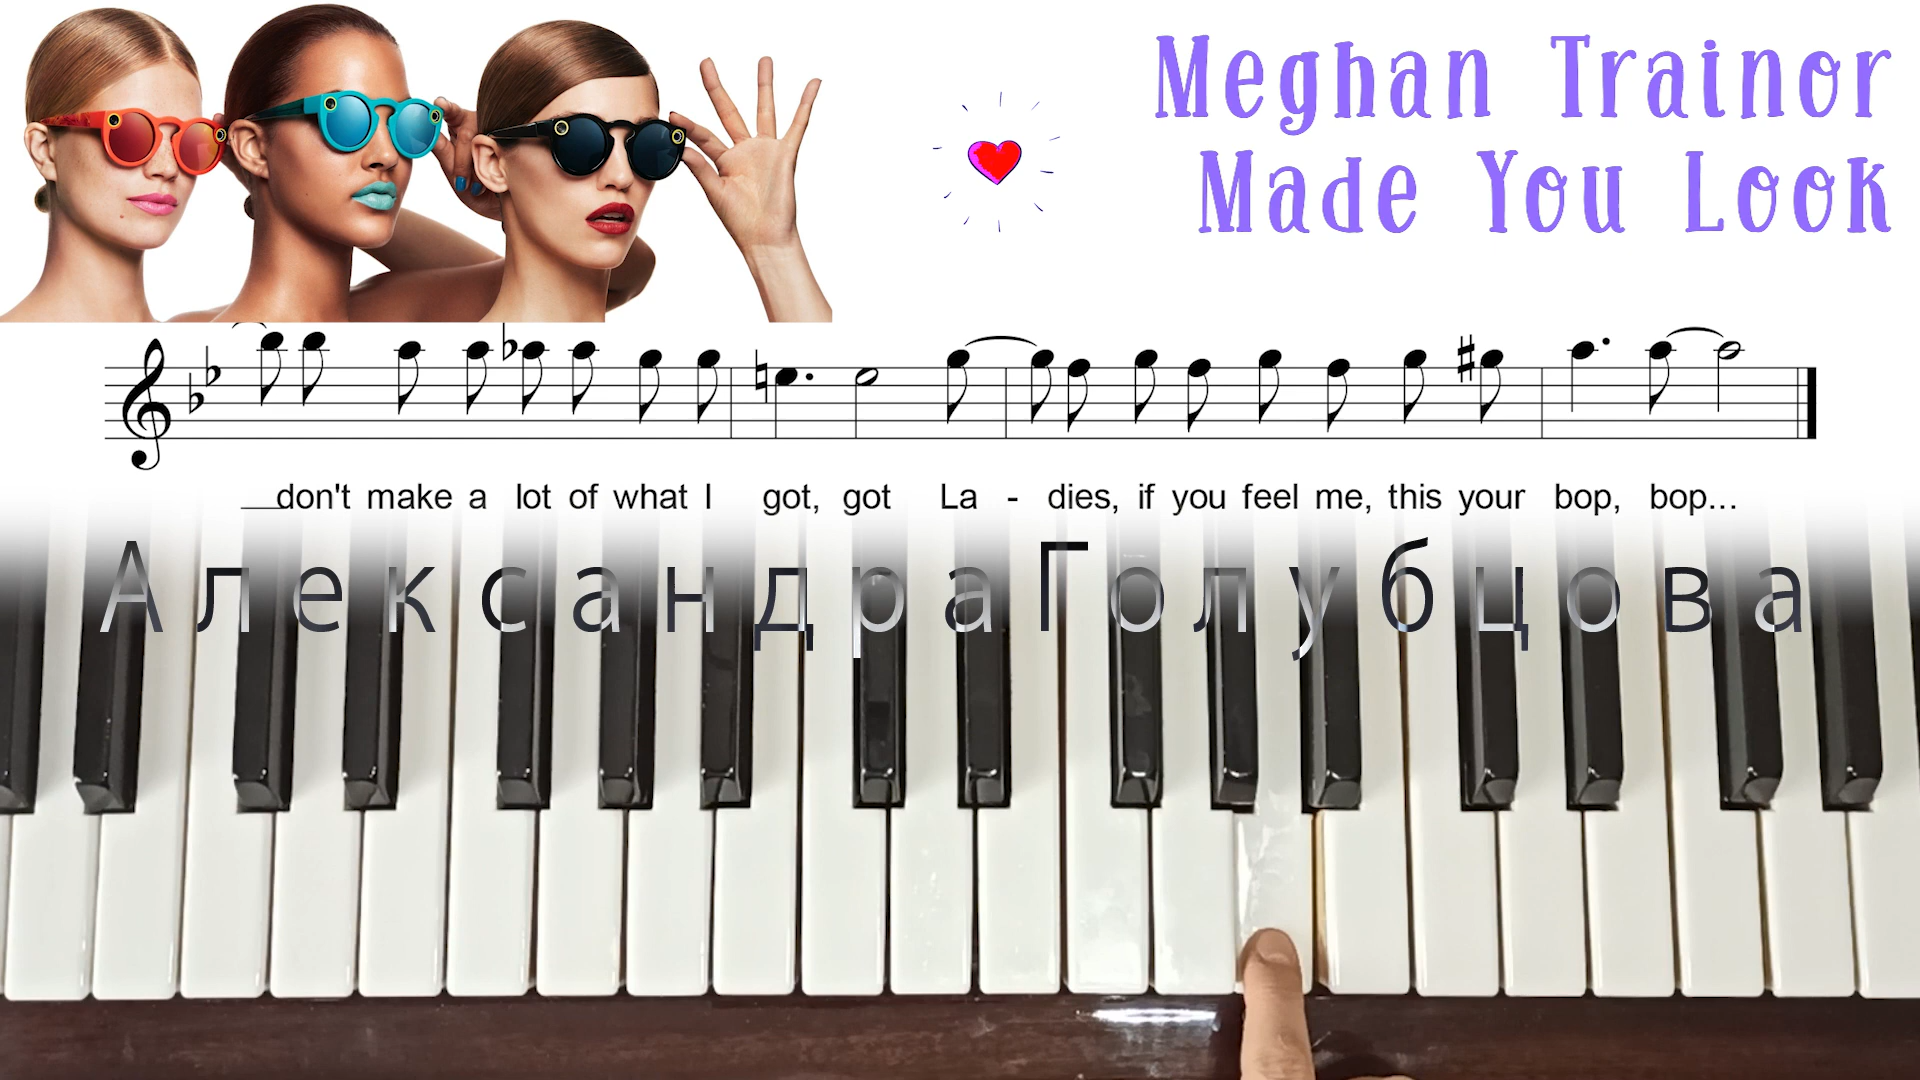 Meghan Trainor
Made You Look
don't make a lot of what I got, got La - dies, if you feel me, this your bop, bop...
АлександраГолубцова